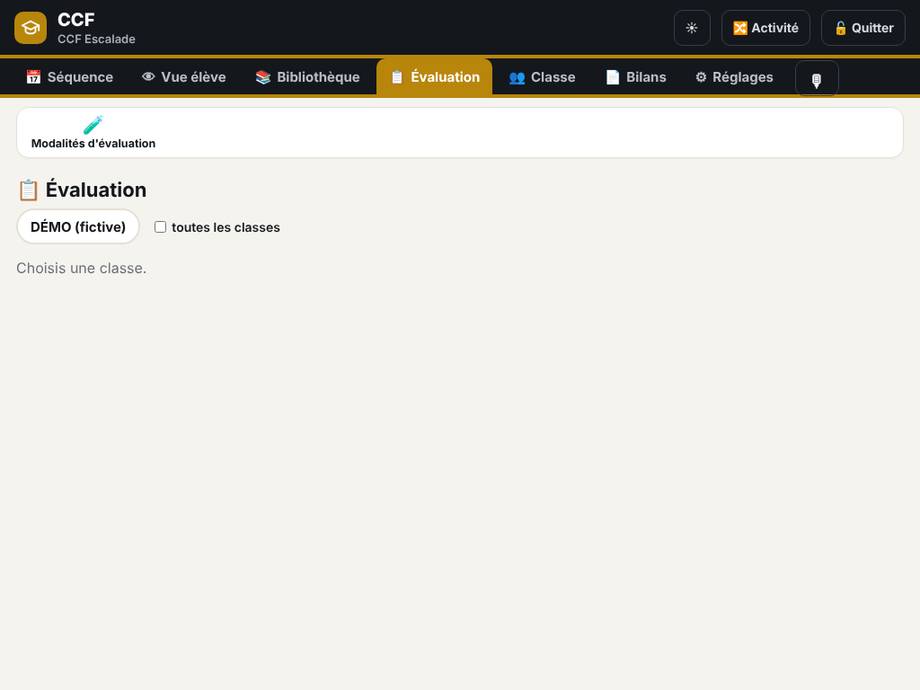 CCF
CCF Escalade
Activité
Quitter
Séquence
Vue élève
Bibliothèque
Évaluation
Classe
Bilans
Réglages
Modalités d'évaluation
Évaluation
DÉMO (fictive)
toutes les classes
Choisis une classe.